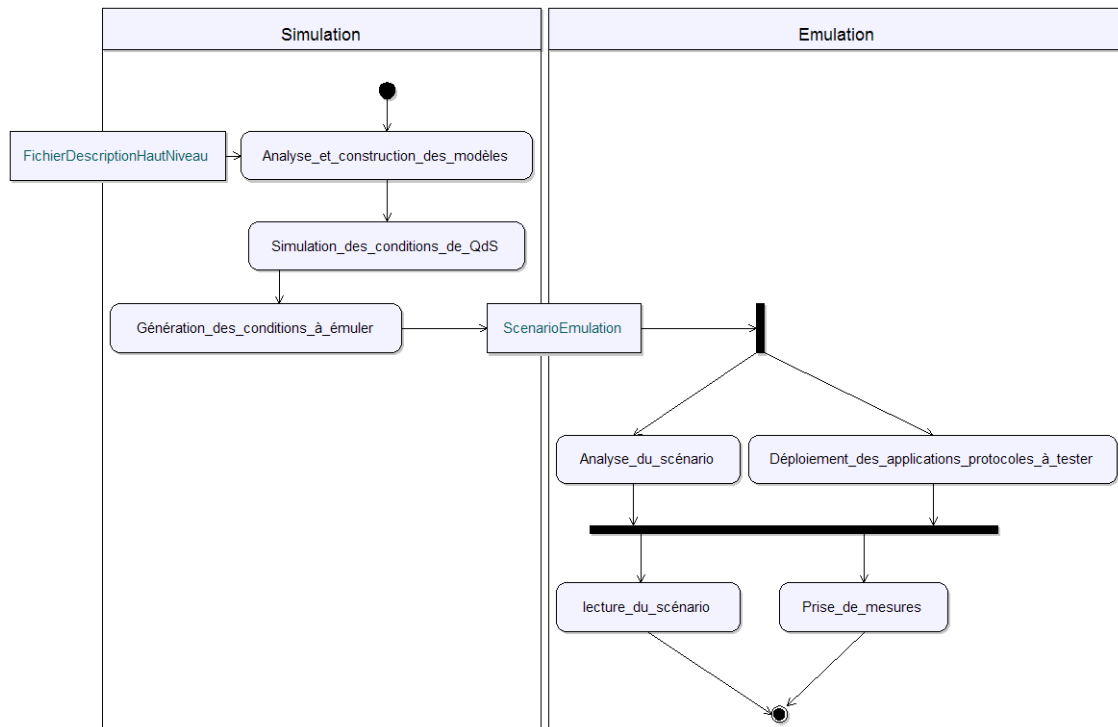 Simulation
Emulation
FichierDescriptionHautNiveau
Analyse_et_construction_des_modèles
Simulation_des_conditions_de_QdS
Génération_des_conditions_à_émuler
ScenarioEmulation
Analyse_du_scénario
Déploiement_des_applications_protocoles_à_tester
lecture_du_scénario
Prise_de_mesures